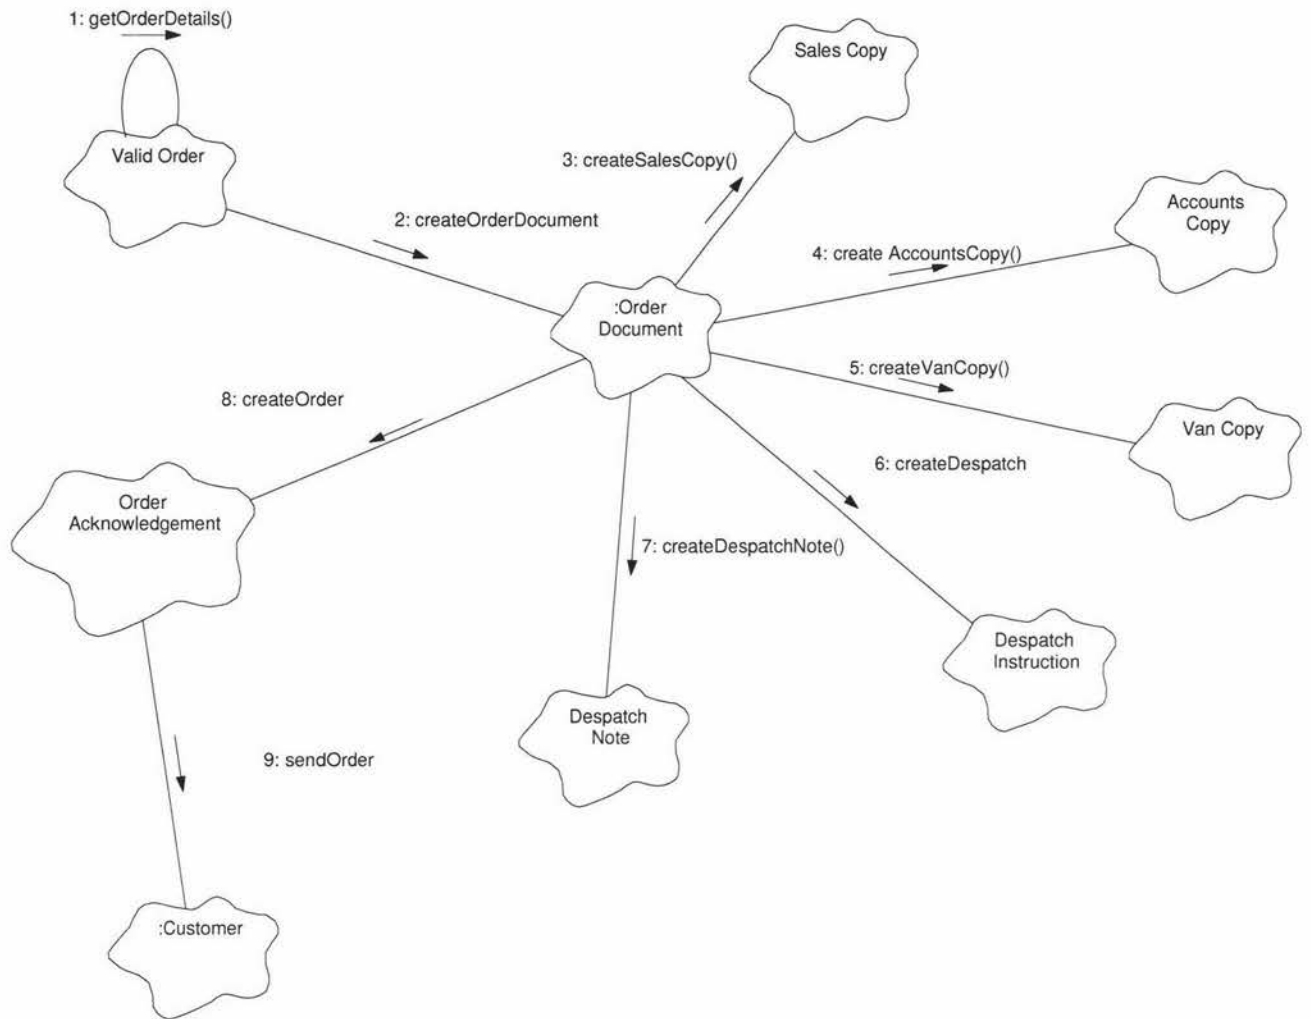 1: getOrderDetails()
Valid Order
2: createOrderDocument
3: createSalesCopy()
Sales Copy
4: create AccountsCopy()
Accounts
Copy
:Order
Document
5: createVanCopy()
Van Copy
6: createDespatch
Despatch
Instruction
7: createDespatchNote()
Despatch
Note
8: createOrder
Order
Acknowledgement
9: sendOrder
:Customer